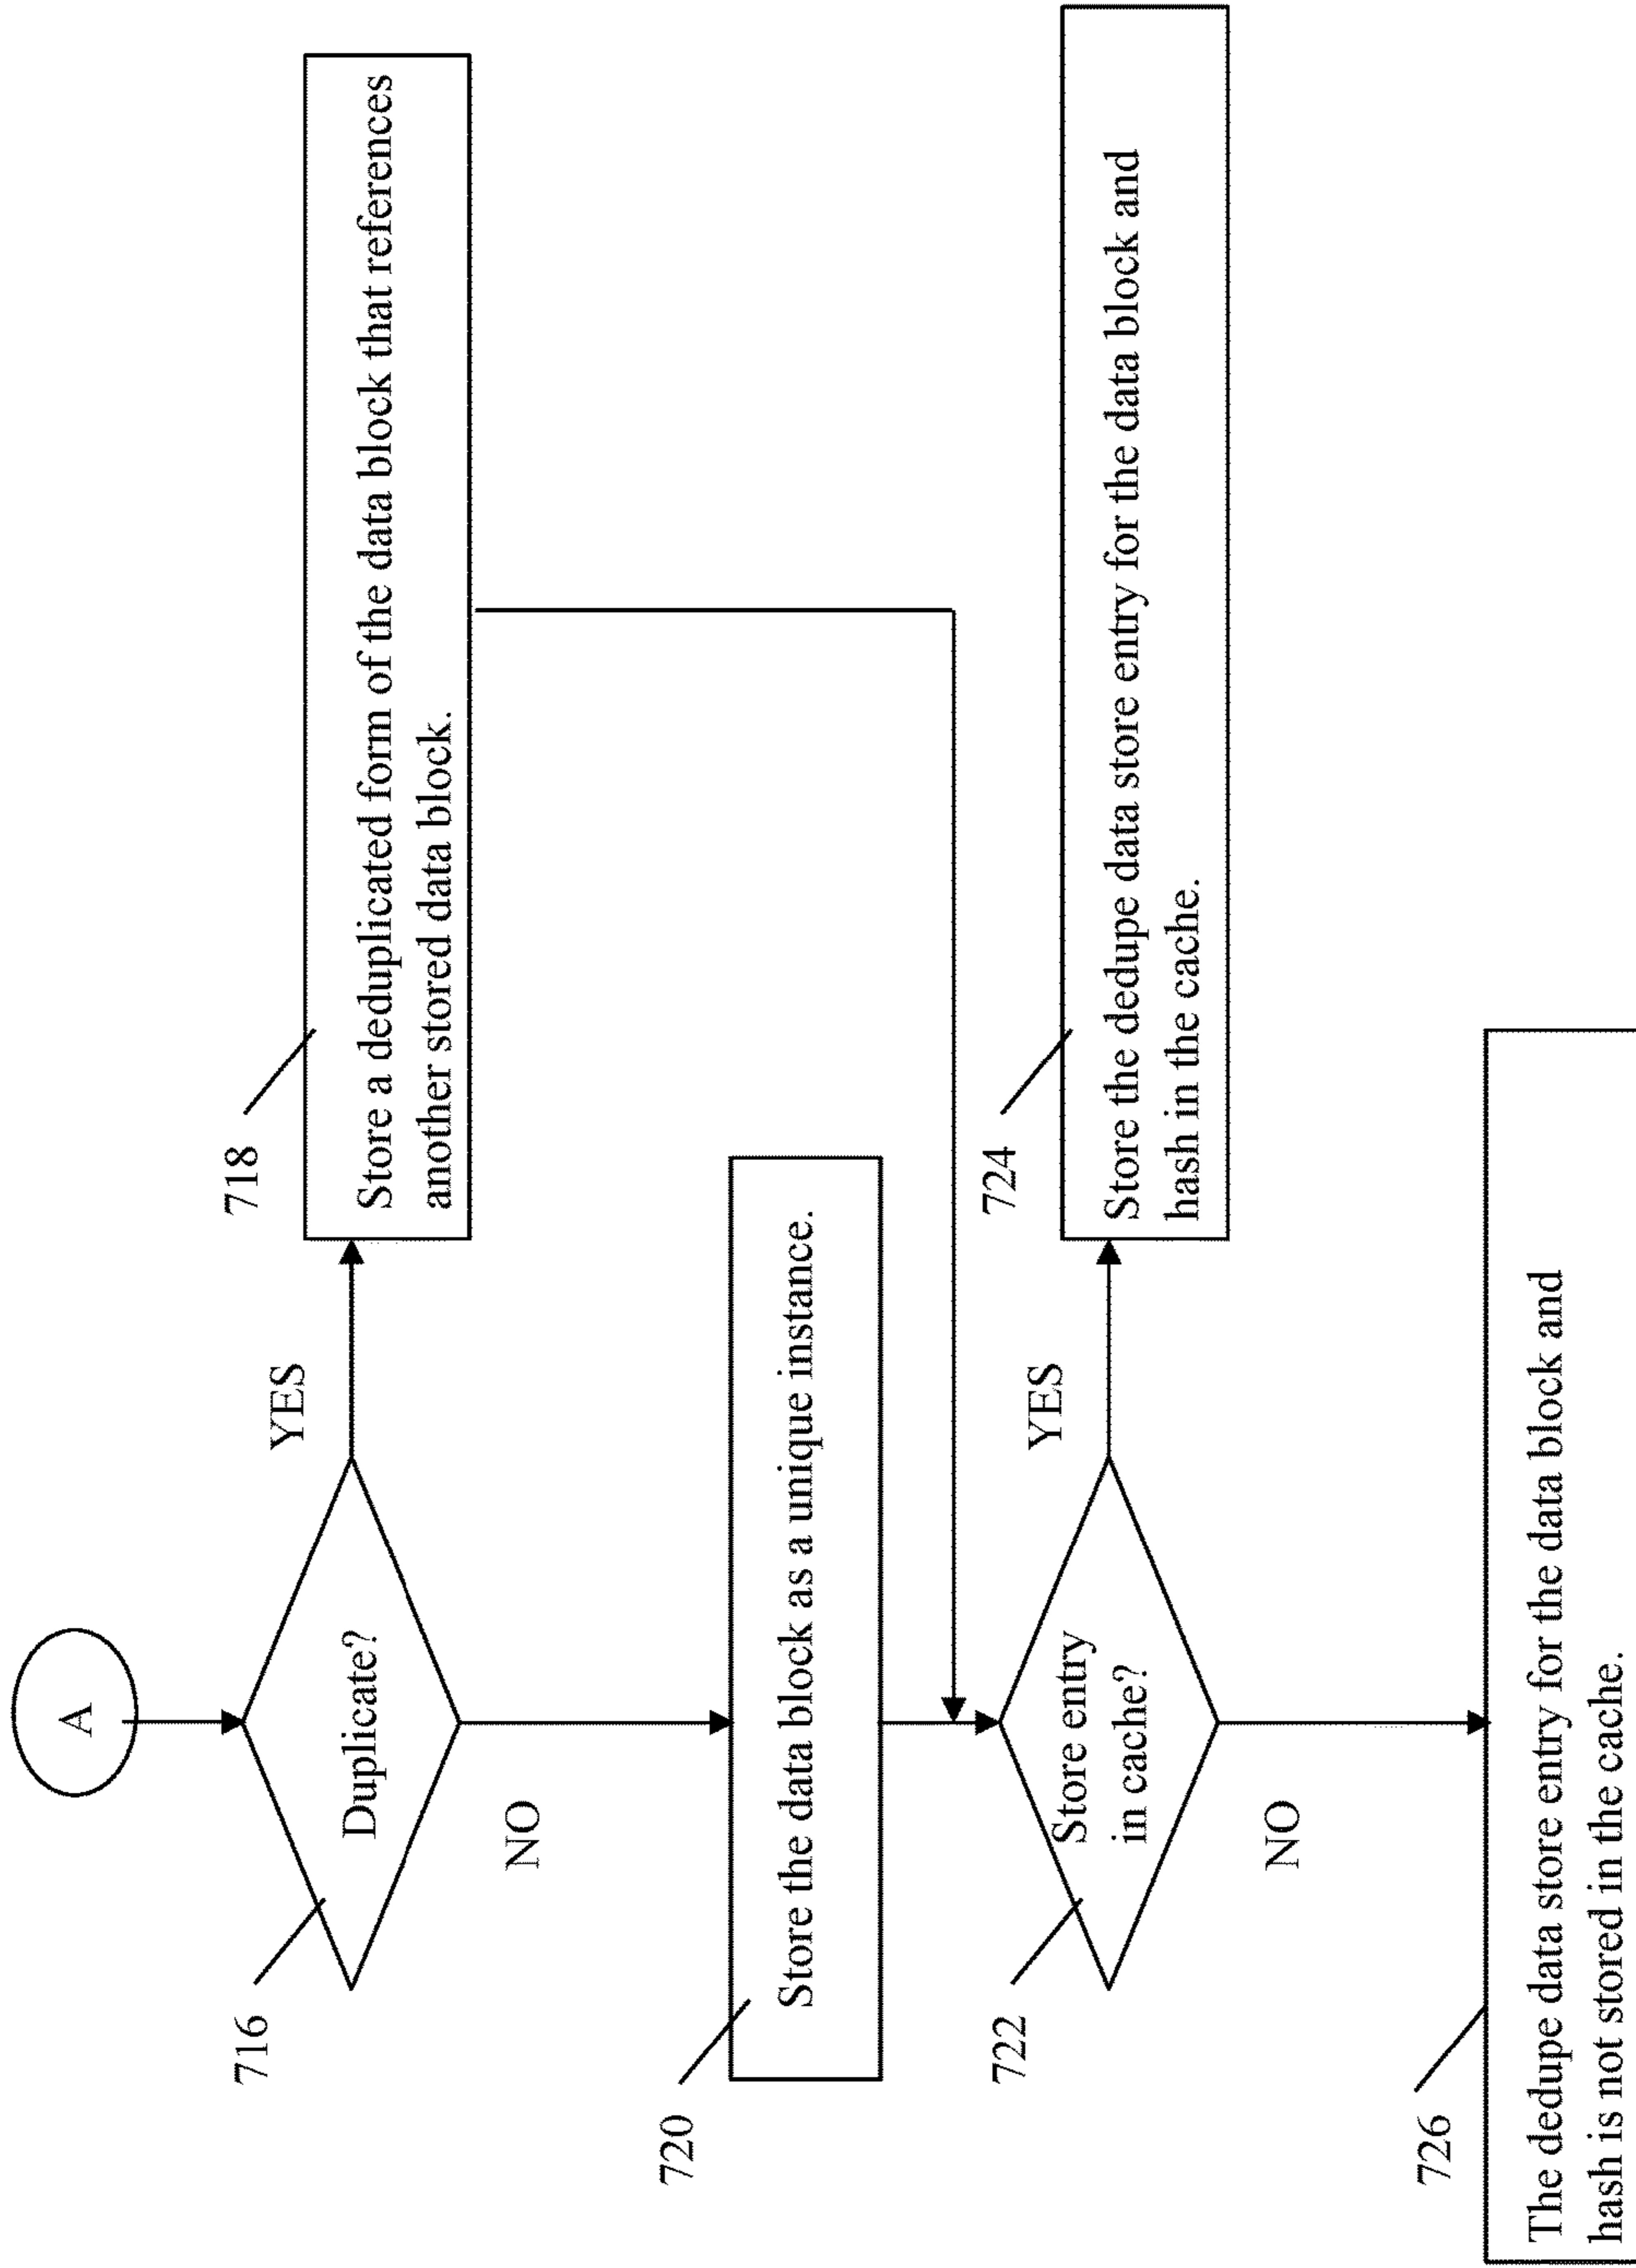 A
716
Duplicate?
YES
718
Store a deduplicated form of the data block that references
another stored data block.
NO
720
Store the data block as a unique instance.
722
Store entry
in cache?
YES
724
Store the dedupe data store entry for the data block and
hash in the cache.
NO
726
The dedupe data store entry for the data block and
hash is not stored in the cache.